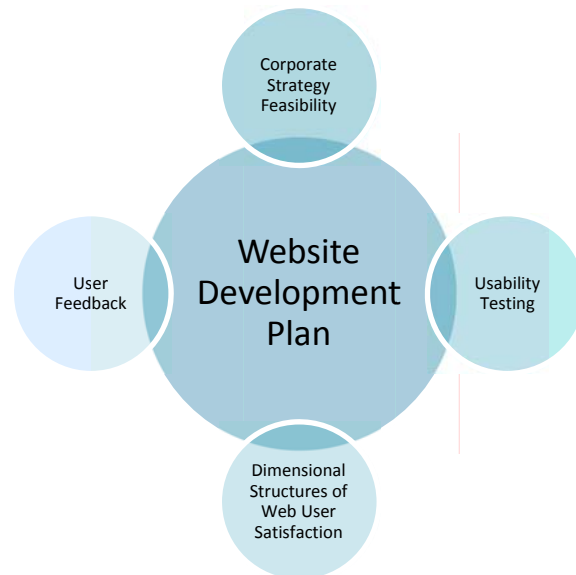 Corporate
Strategy
Feasibility
Website
Development
Plan
User
Feedback
Usability
Testing
Dimensional
Structures of
Web User
Satisfaction